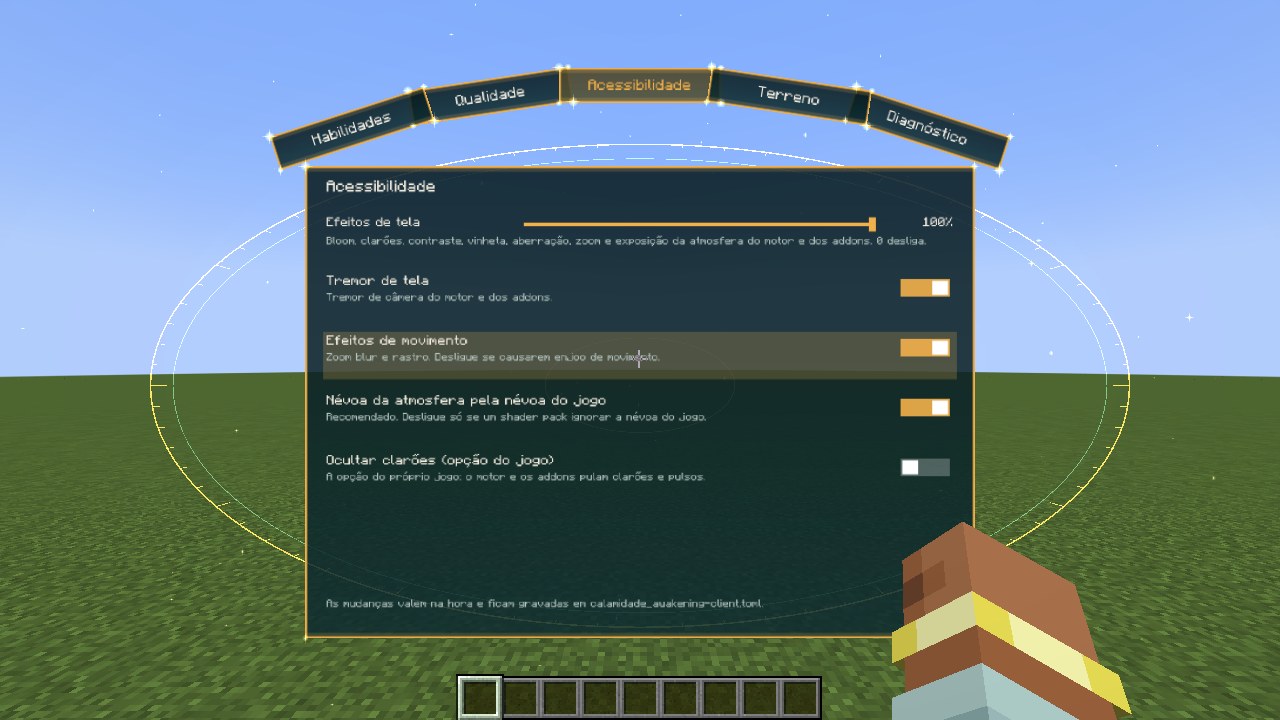 Habilidades
Qualidade
Acessibilidade
Terreno
Diagnóstico
Acessibilidade
Efeitos de tela
100%
Bloom, clarões, contraste, vinheta, aberração, zoom e exposição da atmosfera do motor e dos addons. 0 desliga.
Tremor de tela
Tremor de câmera do motor e dos addons.
Efeitos de movimento
Zoom blur e rastro. Desligue se causarem enjoo de movimento.
Névoa da atmosfera pela névoa do jogo
Recomendado. Desligue só se um shader pack ignorar a névoa do jogo.
Ocultar clarões (opção do jogo)
A opção do próprio jogo: o motor e os addons pulam clarões e pulsos.
As mudanças valem na hora e ficam gravadas em calamidade_awakening-client.toml.